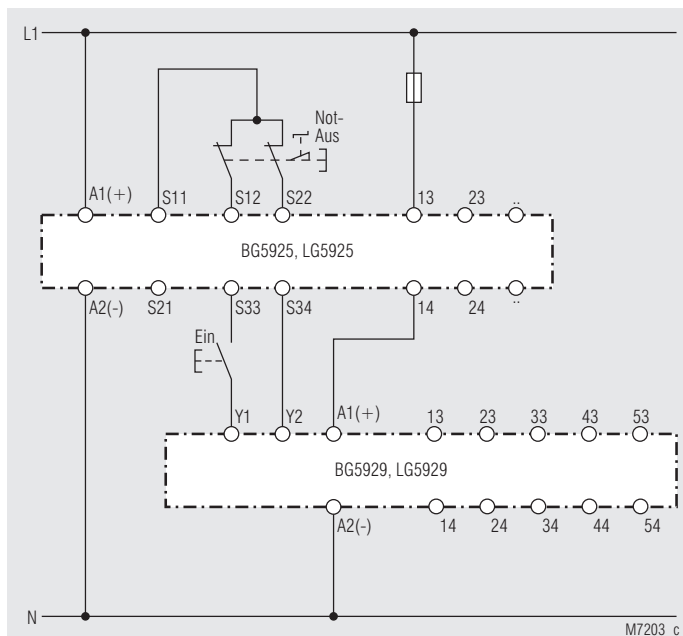 L1
Not-
Aus
A1(+) S11 S12 S22 13 23 ..
BG5925, LG5925
A2(-) S21 S33 S34 14 24 ..
Ein
Y1 Y2 A1(+) 13 23 33 43 53
BG5929, LG5929
A2(-) 14 24 34 44 54
N
M7203_c